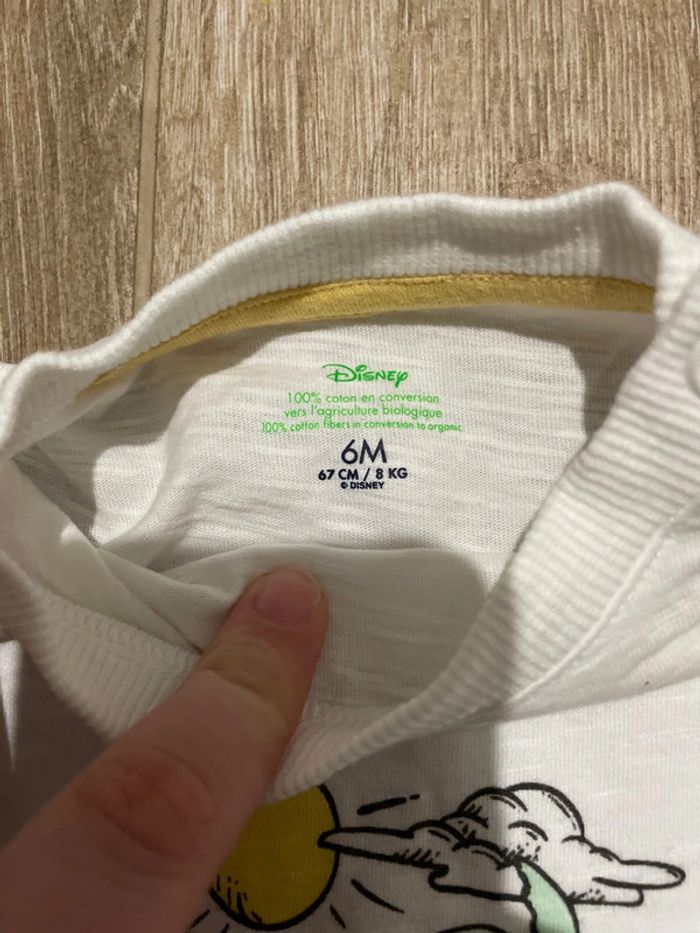 Disney
100% coton en conversion
vers l'agriculture biologique
100% cotton fibers in conversion to organic
6M
67 CM / 8 KG
© DISNEY